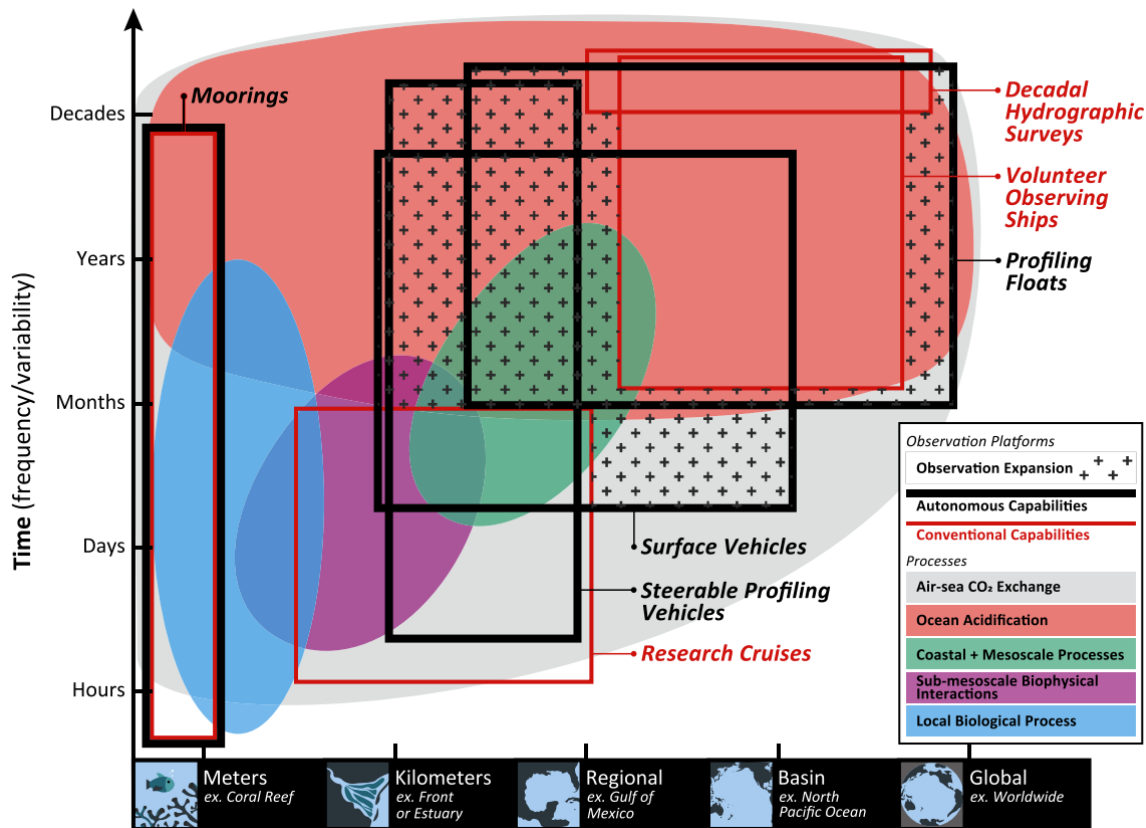 Time (frequency/variability)
Decades
Years
Months
Days
Hours
Moorings
Decadal
Hydrographic
Surveys
Volunteer
Observing
Ships
Profiling
Floats
Surface Vehicles
Steerable Profiling
Vehicles
Research Cruises
Observation Platforms
Observation Expansion
Autonomous Capabilities
Conventional Capabilities
Processes
Air-sea CO₂ Exchange
Ocean Acidification
Coastal + Mesoscale Processes
Sub-mesoscale Biophysical
Interactions
Local Biological Process
Meters
ex. Coral Reef
Kilometers
ex. Front
or Estuary
Regional
ex. Gulf of
Mexico
Basin
ex. North
Pacific Ocean
Global
ex. Worldwide